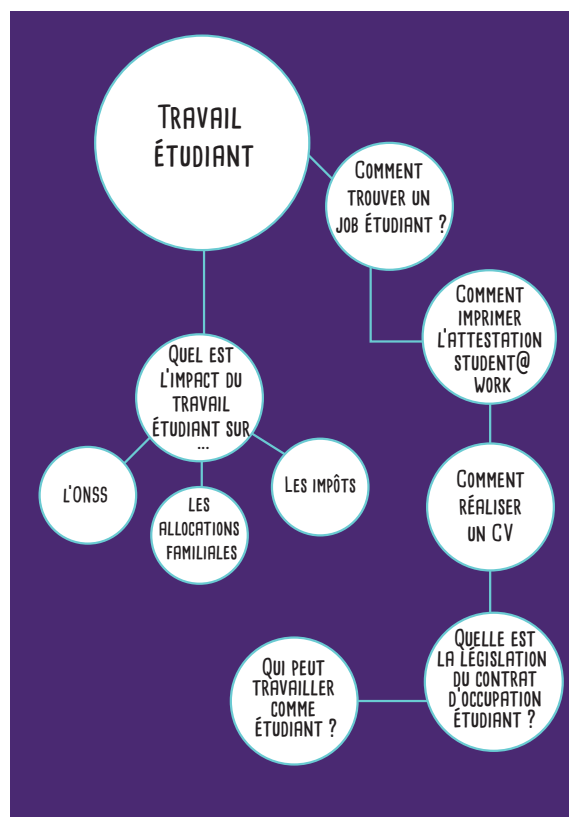 Travail
étudiant
Comment
trouver un
job étudiant ?
Comment
imprimer
l'attestation
student@
work
Quel est
l'impact du
travail
étudiant sur
...
l'ONSS
les
allocations
familiales
Les impôts
Comment
réaliser
un CV
Quelle est
la législation
du contrat
d'occupation
étudiant ?
Qui peut
travailler
comme
étudiant ?